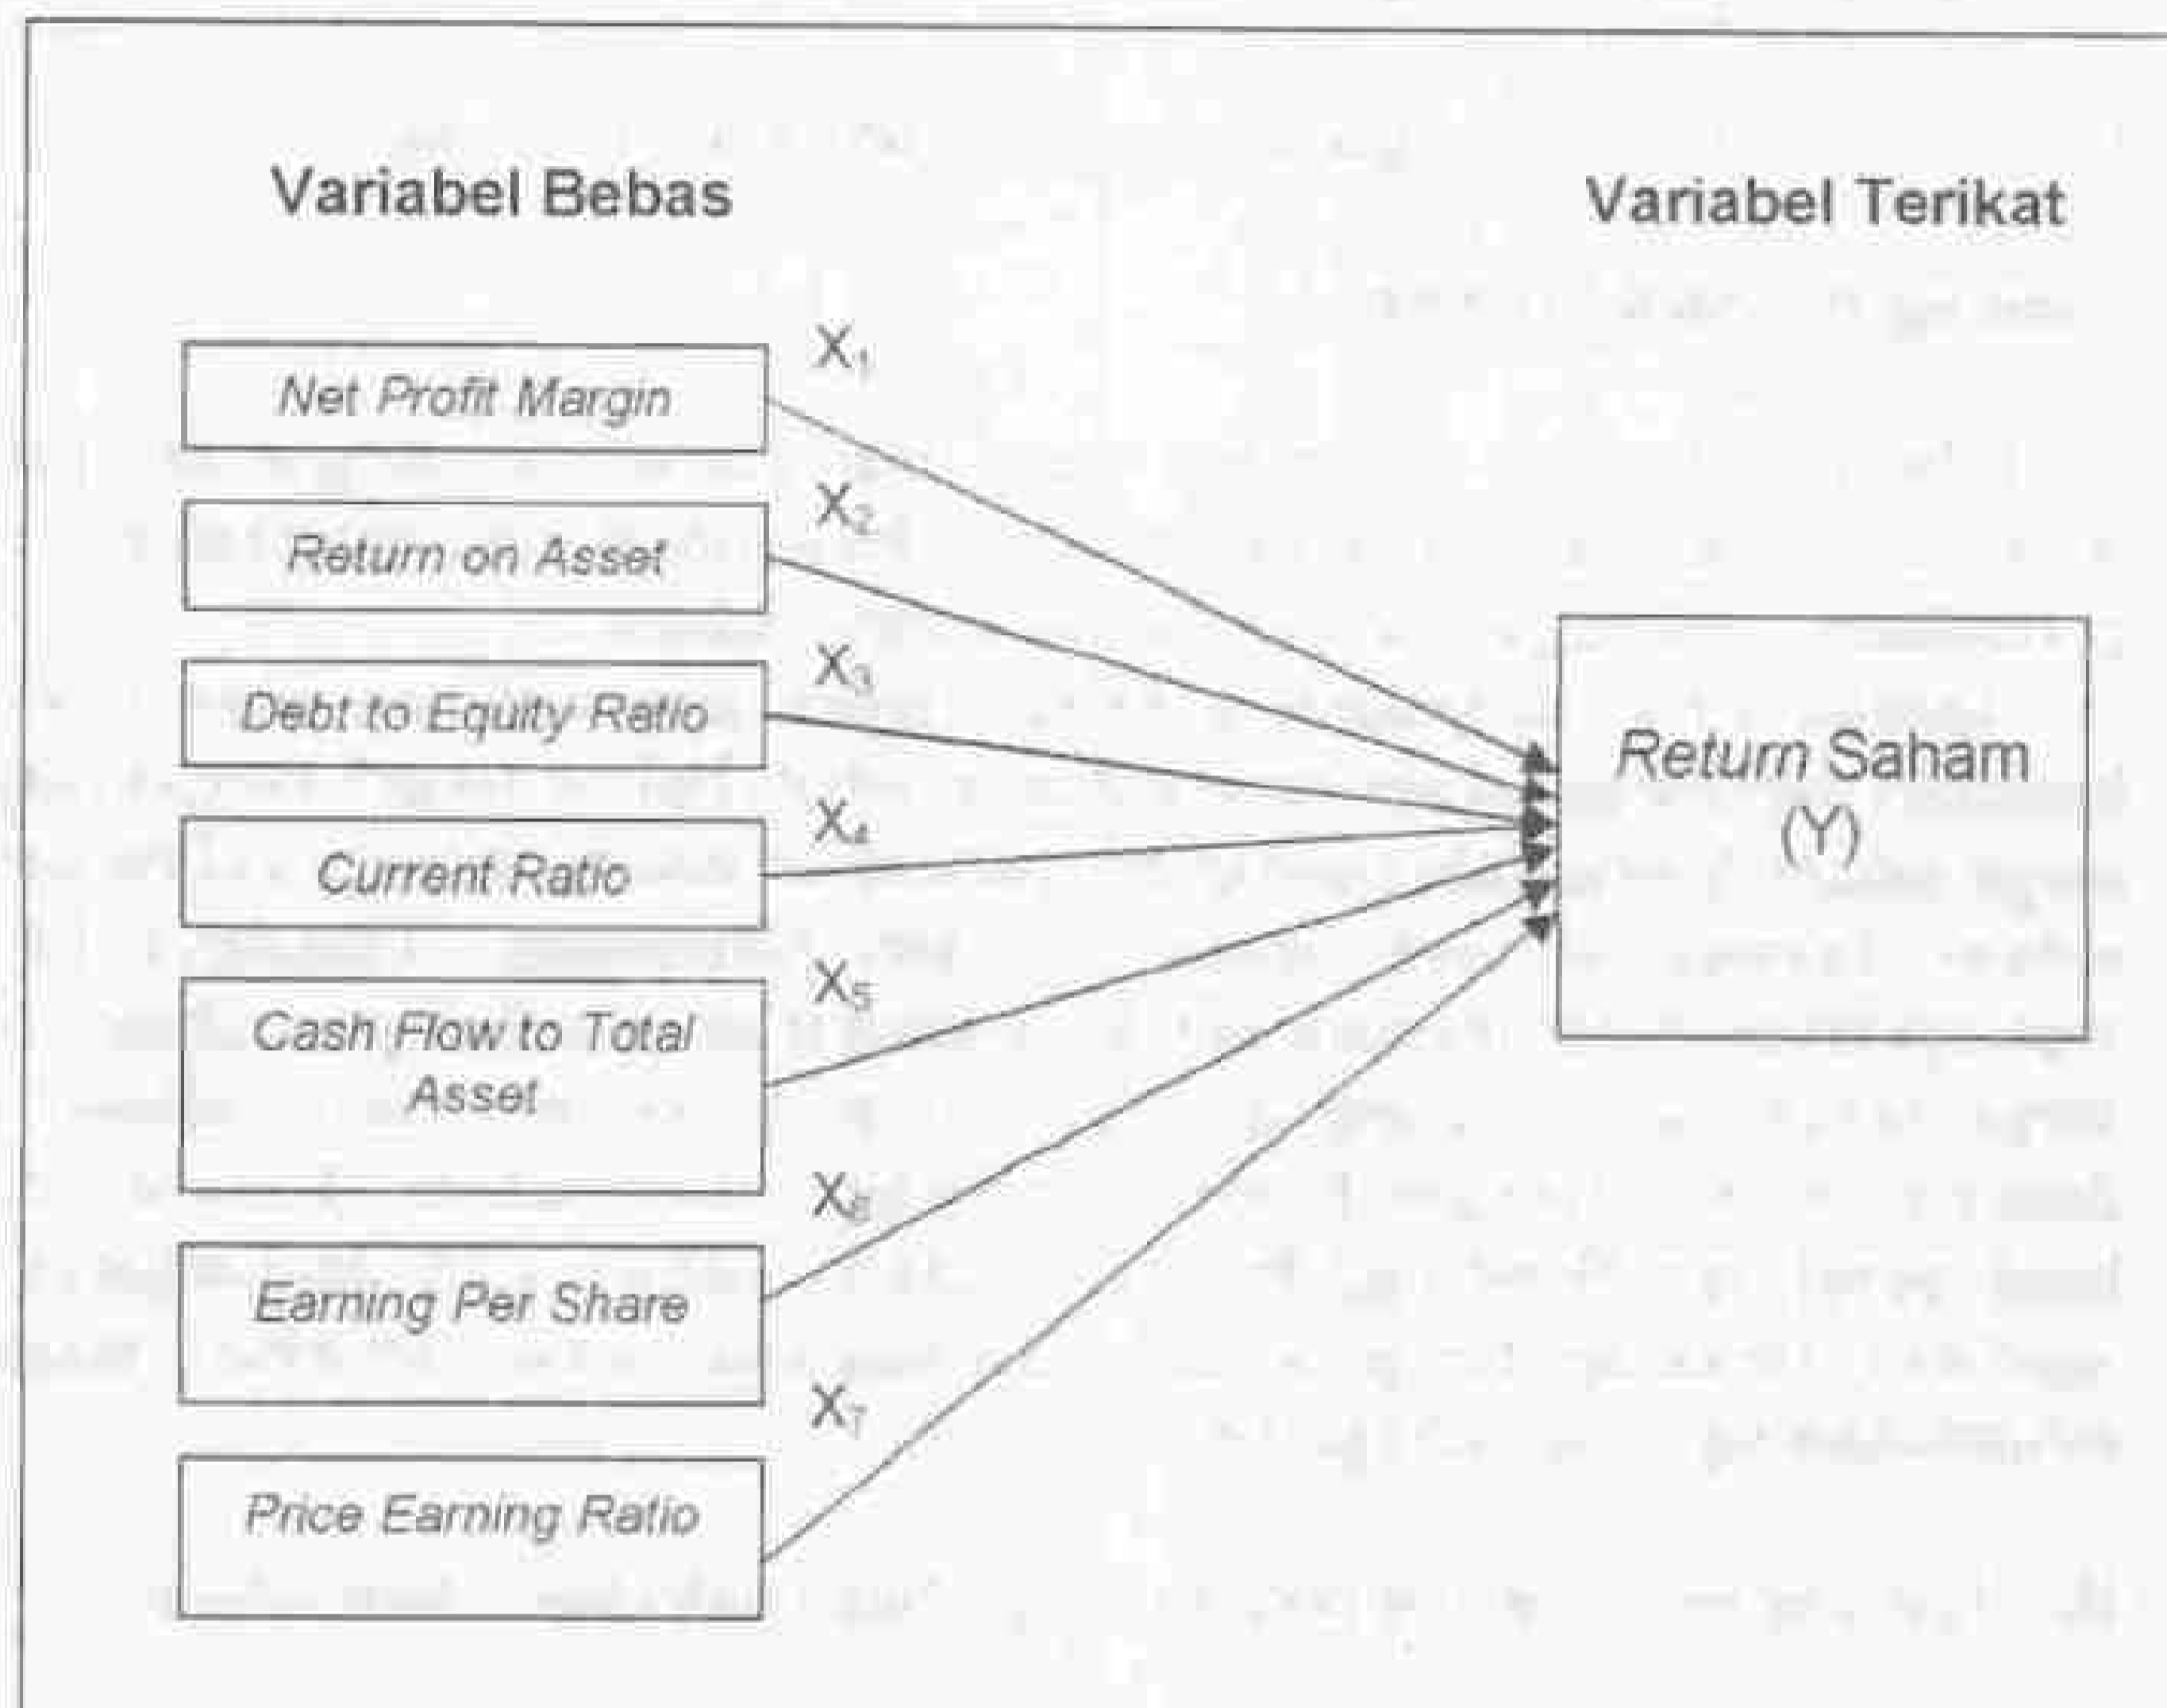 Variabel Bebas
Variabel Terikat
X₁
Net Profit Margin
X₂
Return on Asset
X₃
Debt to Equity Ratio
X₄
Current Ratio
X₅
Cash Flow to Total
Asset
X₆
Earning Per Share
X₇
Price Earning Ratio
Return Saham
(Y)